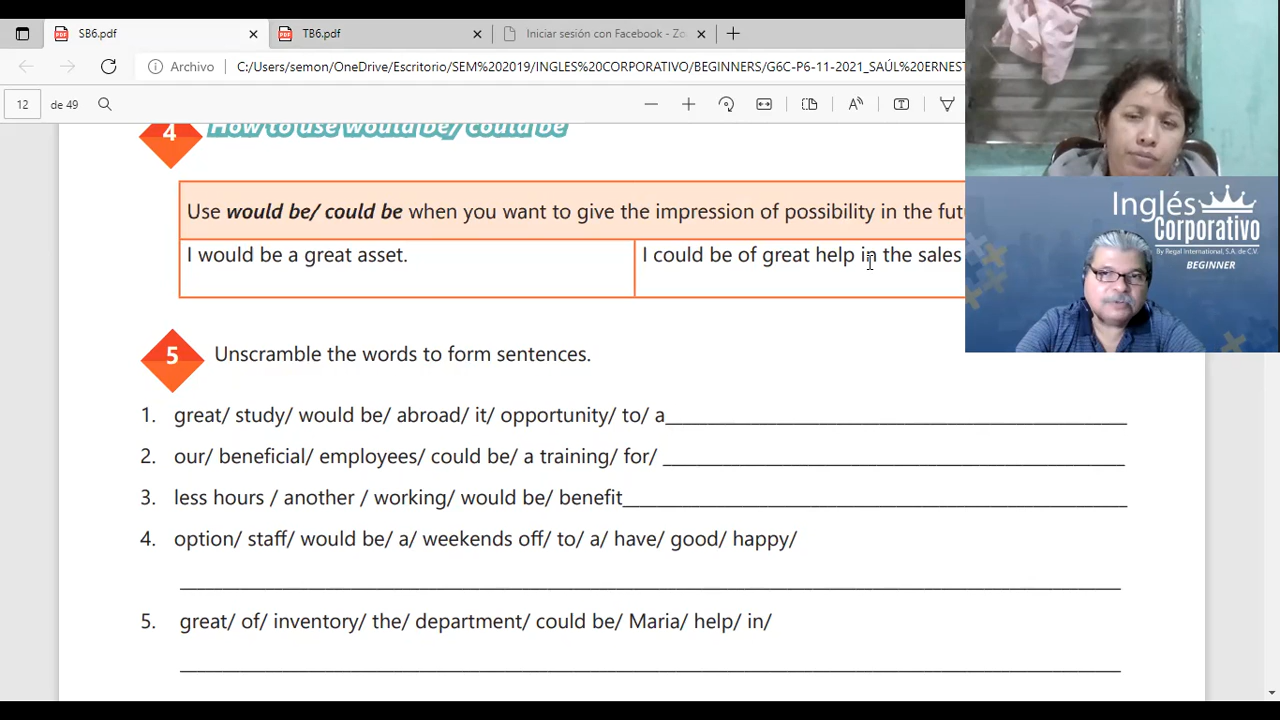 SB6.pdf
TB6.pdf
Iniciar sesión con Facebook - Zo
Archivo
C:/Users/semon/OneDrive/Escritorio/SEM%202019/INGLES%20CORPORATIVO/BEGINNERS/G6C-P6-11-2021_SAÚL%20ERNEST
12 de 49
4 How to use would be/ could be
Use would be/ could be when you want to give the impression of possibility in the fut
I would be a great asset.
I could be of great help in the sales
Inglés
Corporativo
By Regal International, S.A. de C.V.
BEGINNER
5 Unscramble the words to form sentences.
1. great/ study/ would be/ abroad/ it/ opportunity/ to/ a
2. our/ beneficial/ employees/ could be/ a training/ for/
3. less hours / another / working/ would be/ benefit
4. option/ staff/ would be/ a/ weekends off/ to/ a/ have/ good/ happy/
5. great/ of/ inventory/ the/ department/ could be/ Maria/ help/ in/